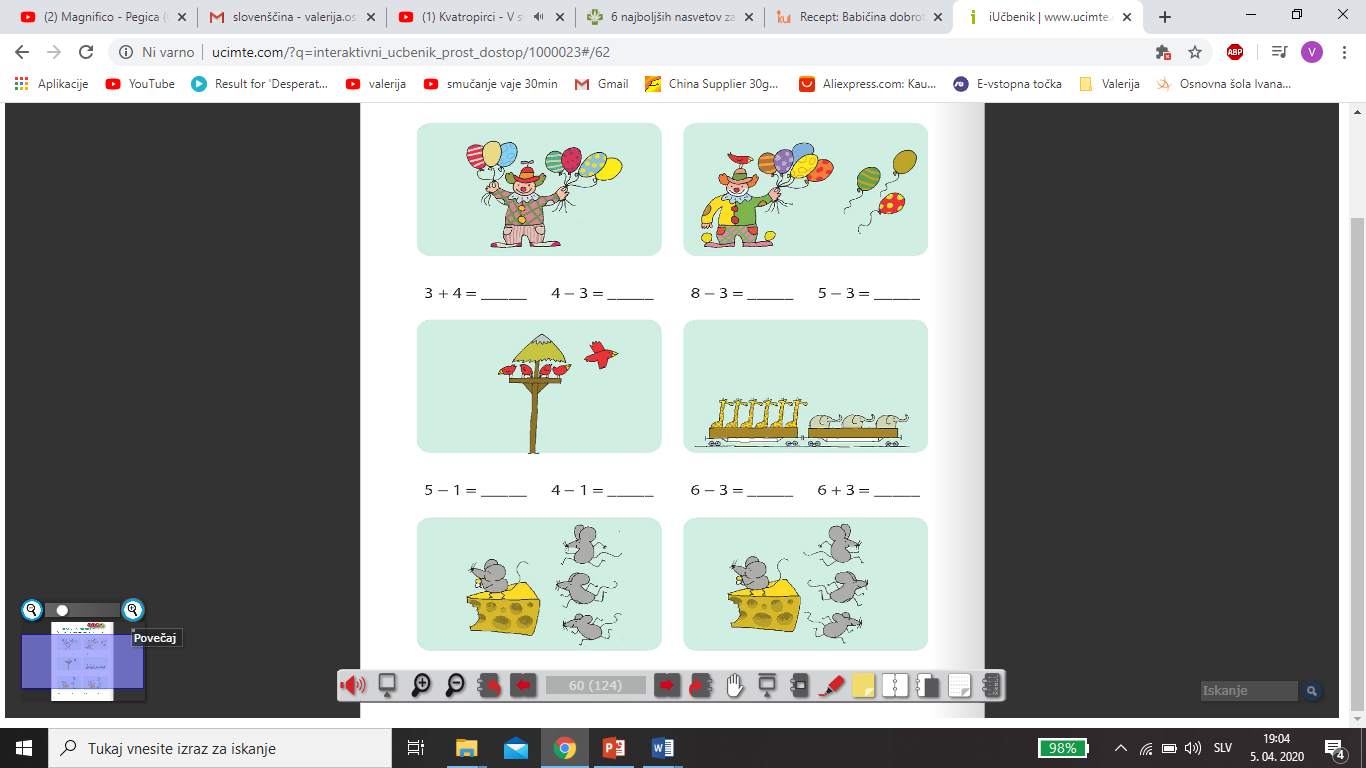 (2) Magnifico - Pegica (
slovenščina - valerija.os
(1) Kvatropirci - V s
6 najboljših nasvetov za
Recept: Babičina dobrot
iUčbenik | www.ucimte.
Ni varno | ucimte.com/?q=interaktivni_ucbenik_prost_dostop/1000023#/62
ABP
V
Aplikacije
YouTube
Result for 'Desperat...
valerija
smučanje vaje 30min
Gmail
China Supplier 30g...
Aliexpress.com: Kau...
E-vstopna točka
Valerija
Osnovna šola Ivana...
3 + 4 = _____ 4 – 3 = _____ 8 – 3 = _____ 5 – 3 = _____
5 – 1 = _____ 4 – 1 = _____ 6 – 3 = _____ 6 + 3 = _____
Povečaj
60 (124)
Iskanje
Tukaj vnesite izraz za iskanje
98%
SLV
19:04
5. 04. 2020
4